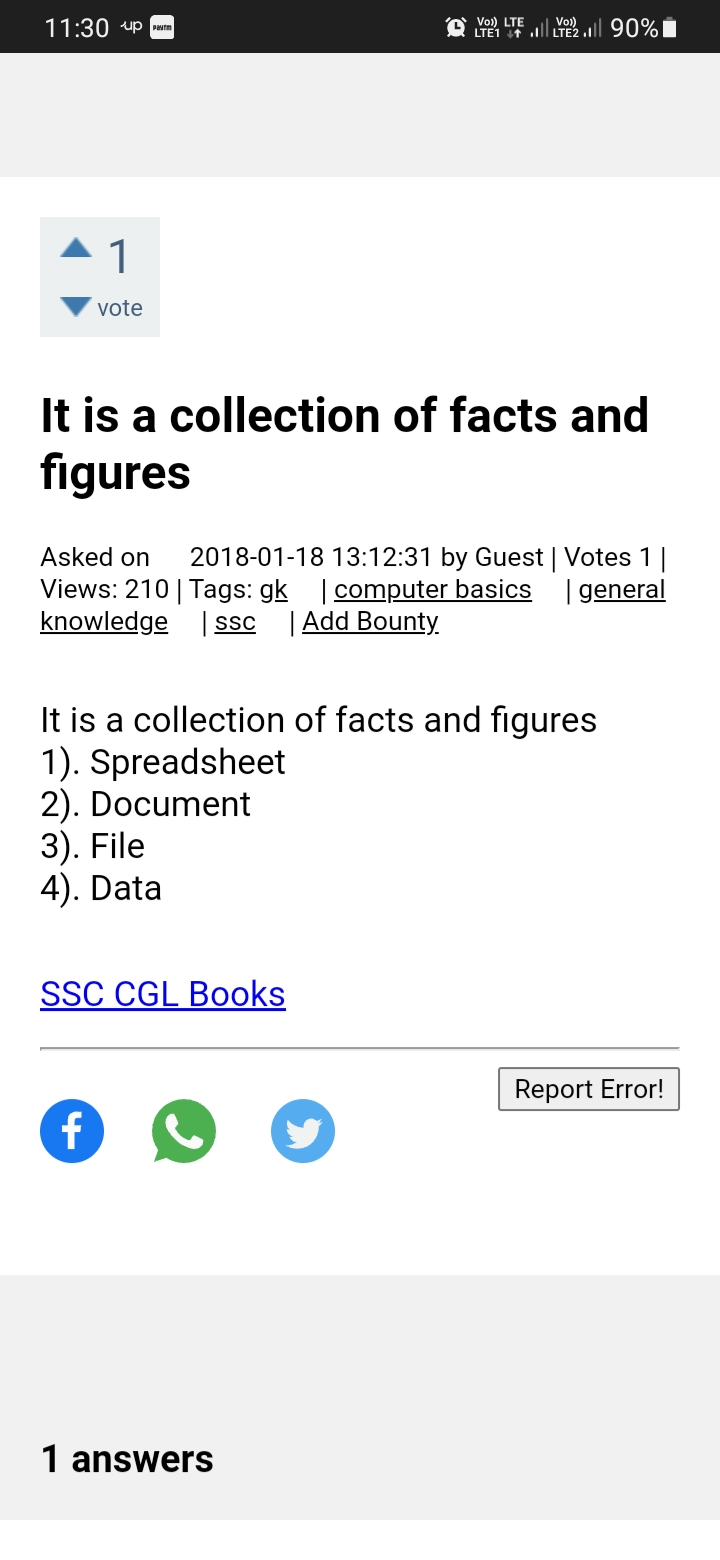 11:30 up Paytm Vo)) LTE1 LTE Vo)) LTE2 90%
1
vote
It is a collection of facts and
figures
Asked on 2018-01-18 13:12:31 by Guest | Votes 1 |
Views: 210 | Tags: gk | computer basics | general
knowledge | ssc | Add Bounty
It is a collection of facts and figures
1). Spreadsheet
2). Document
3). File
4). Data
SSC CGL Books
Report Error!
1 answers